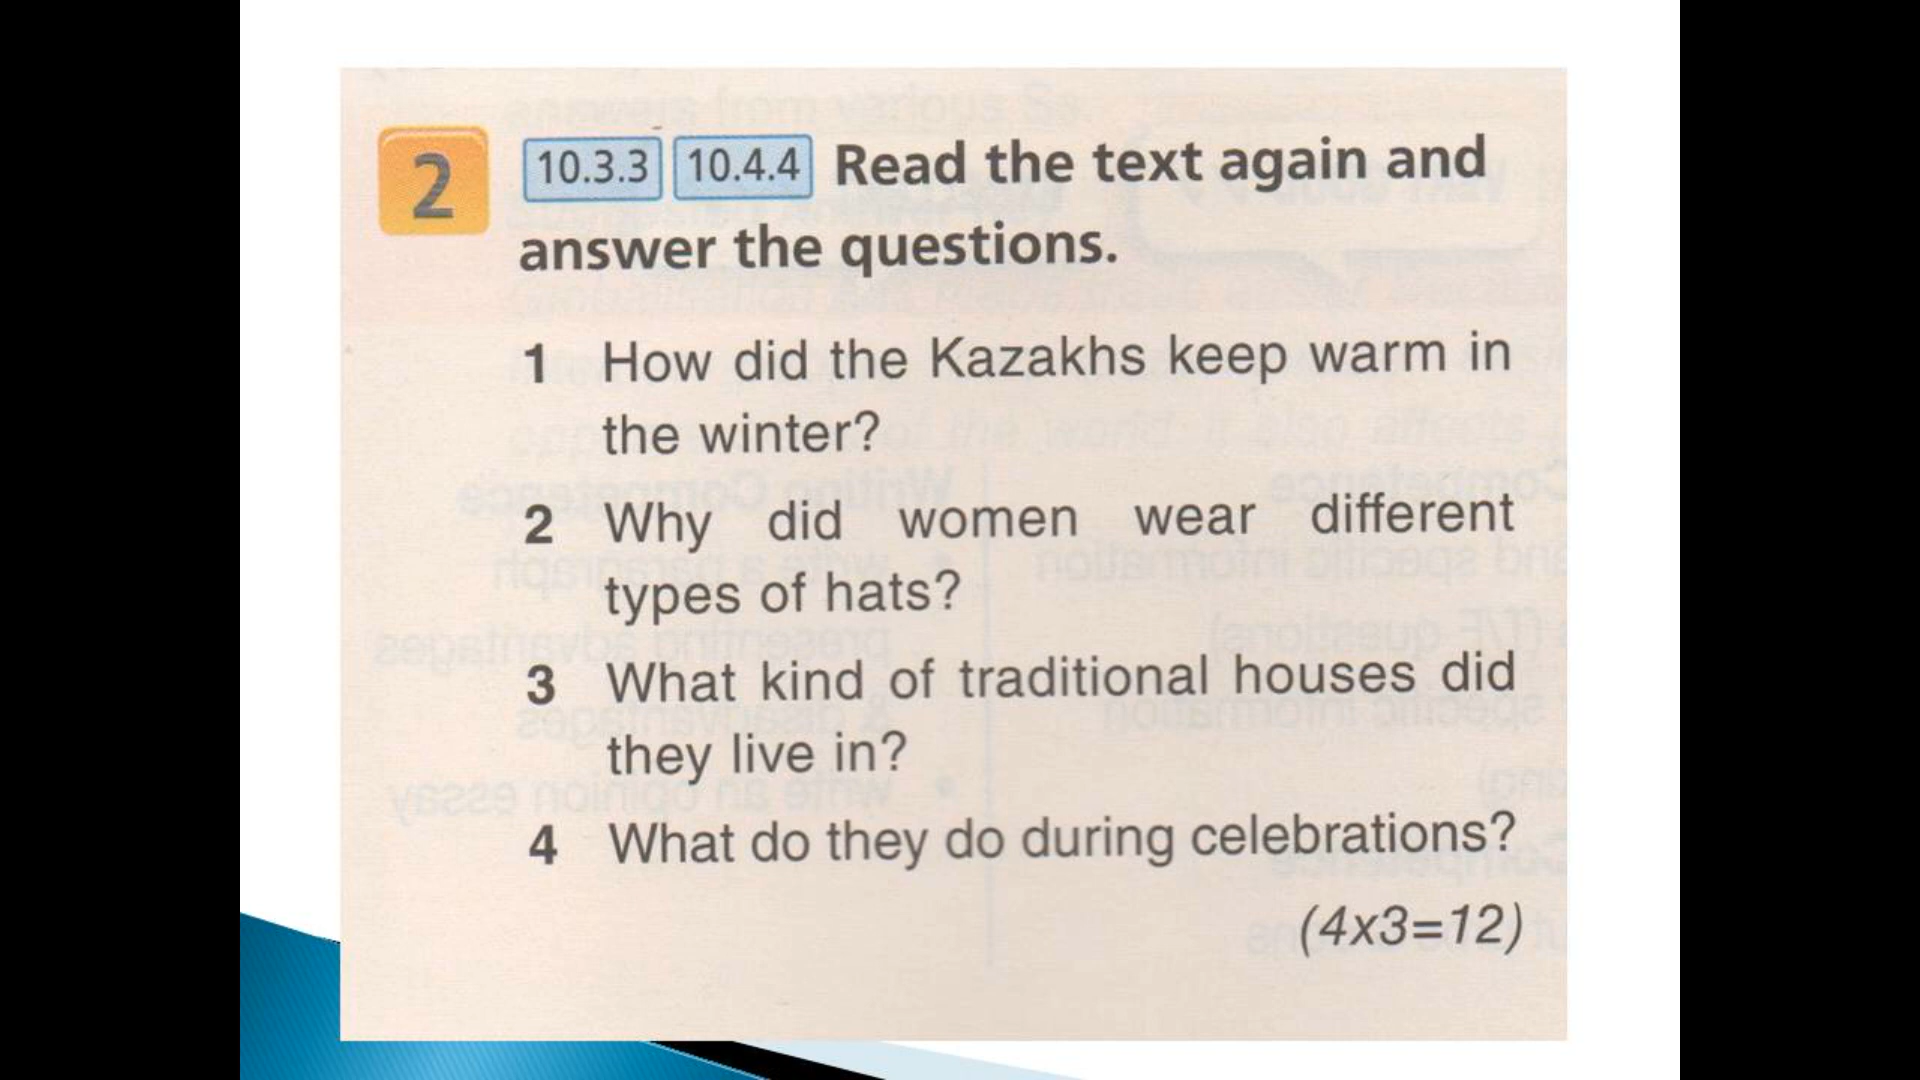 2 10.3.3 10.4.4 Read the text again and
answer the questions.
1 How did the Kazakhs keep warm in
the winter?
2 Why did women wear different
types of hats?
3 What kind of traditional houses did
they live in?
4 What do they do during celebrations?
(4x3=12)